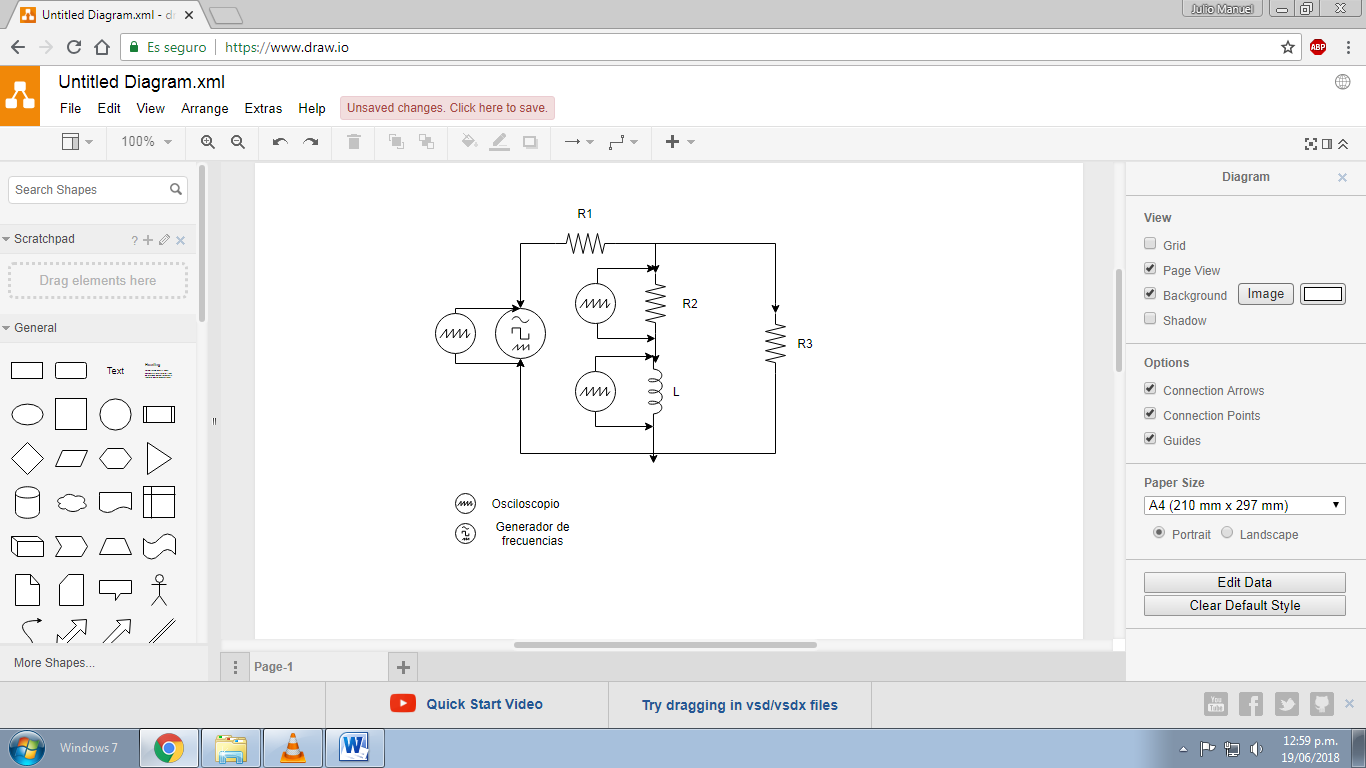 Untitled Diagram.xml - dr
Julio Manuel
Es seguro
https://www.draw.io
ABP
Untitled Diagram.xml
File Edit View Arrange Extras Help
Unsaved changes. Click here to save.
100%
Search Shapes
Scratchpad
?
Drag elements here
General
Text
Heading
More Shapes...
R1
R2
R3
L
Osciloscopio
Generador de
frecuencias
Diagram
View
Grid
Page View
Background
Image
Shadow
Options
Connection Arrows
Connection Points
Guides
Paper Size
A4 (210 mm x 297 mm)
Portrait
Landscape
Edit Data
Clear Default Style
Page-1
Quick Start Video
Try dragging in vsd/vsdx files
You
Tube
Windows 7
12:59 p.m.
19/06/2018